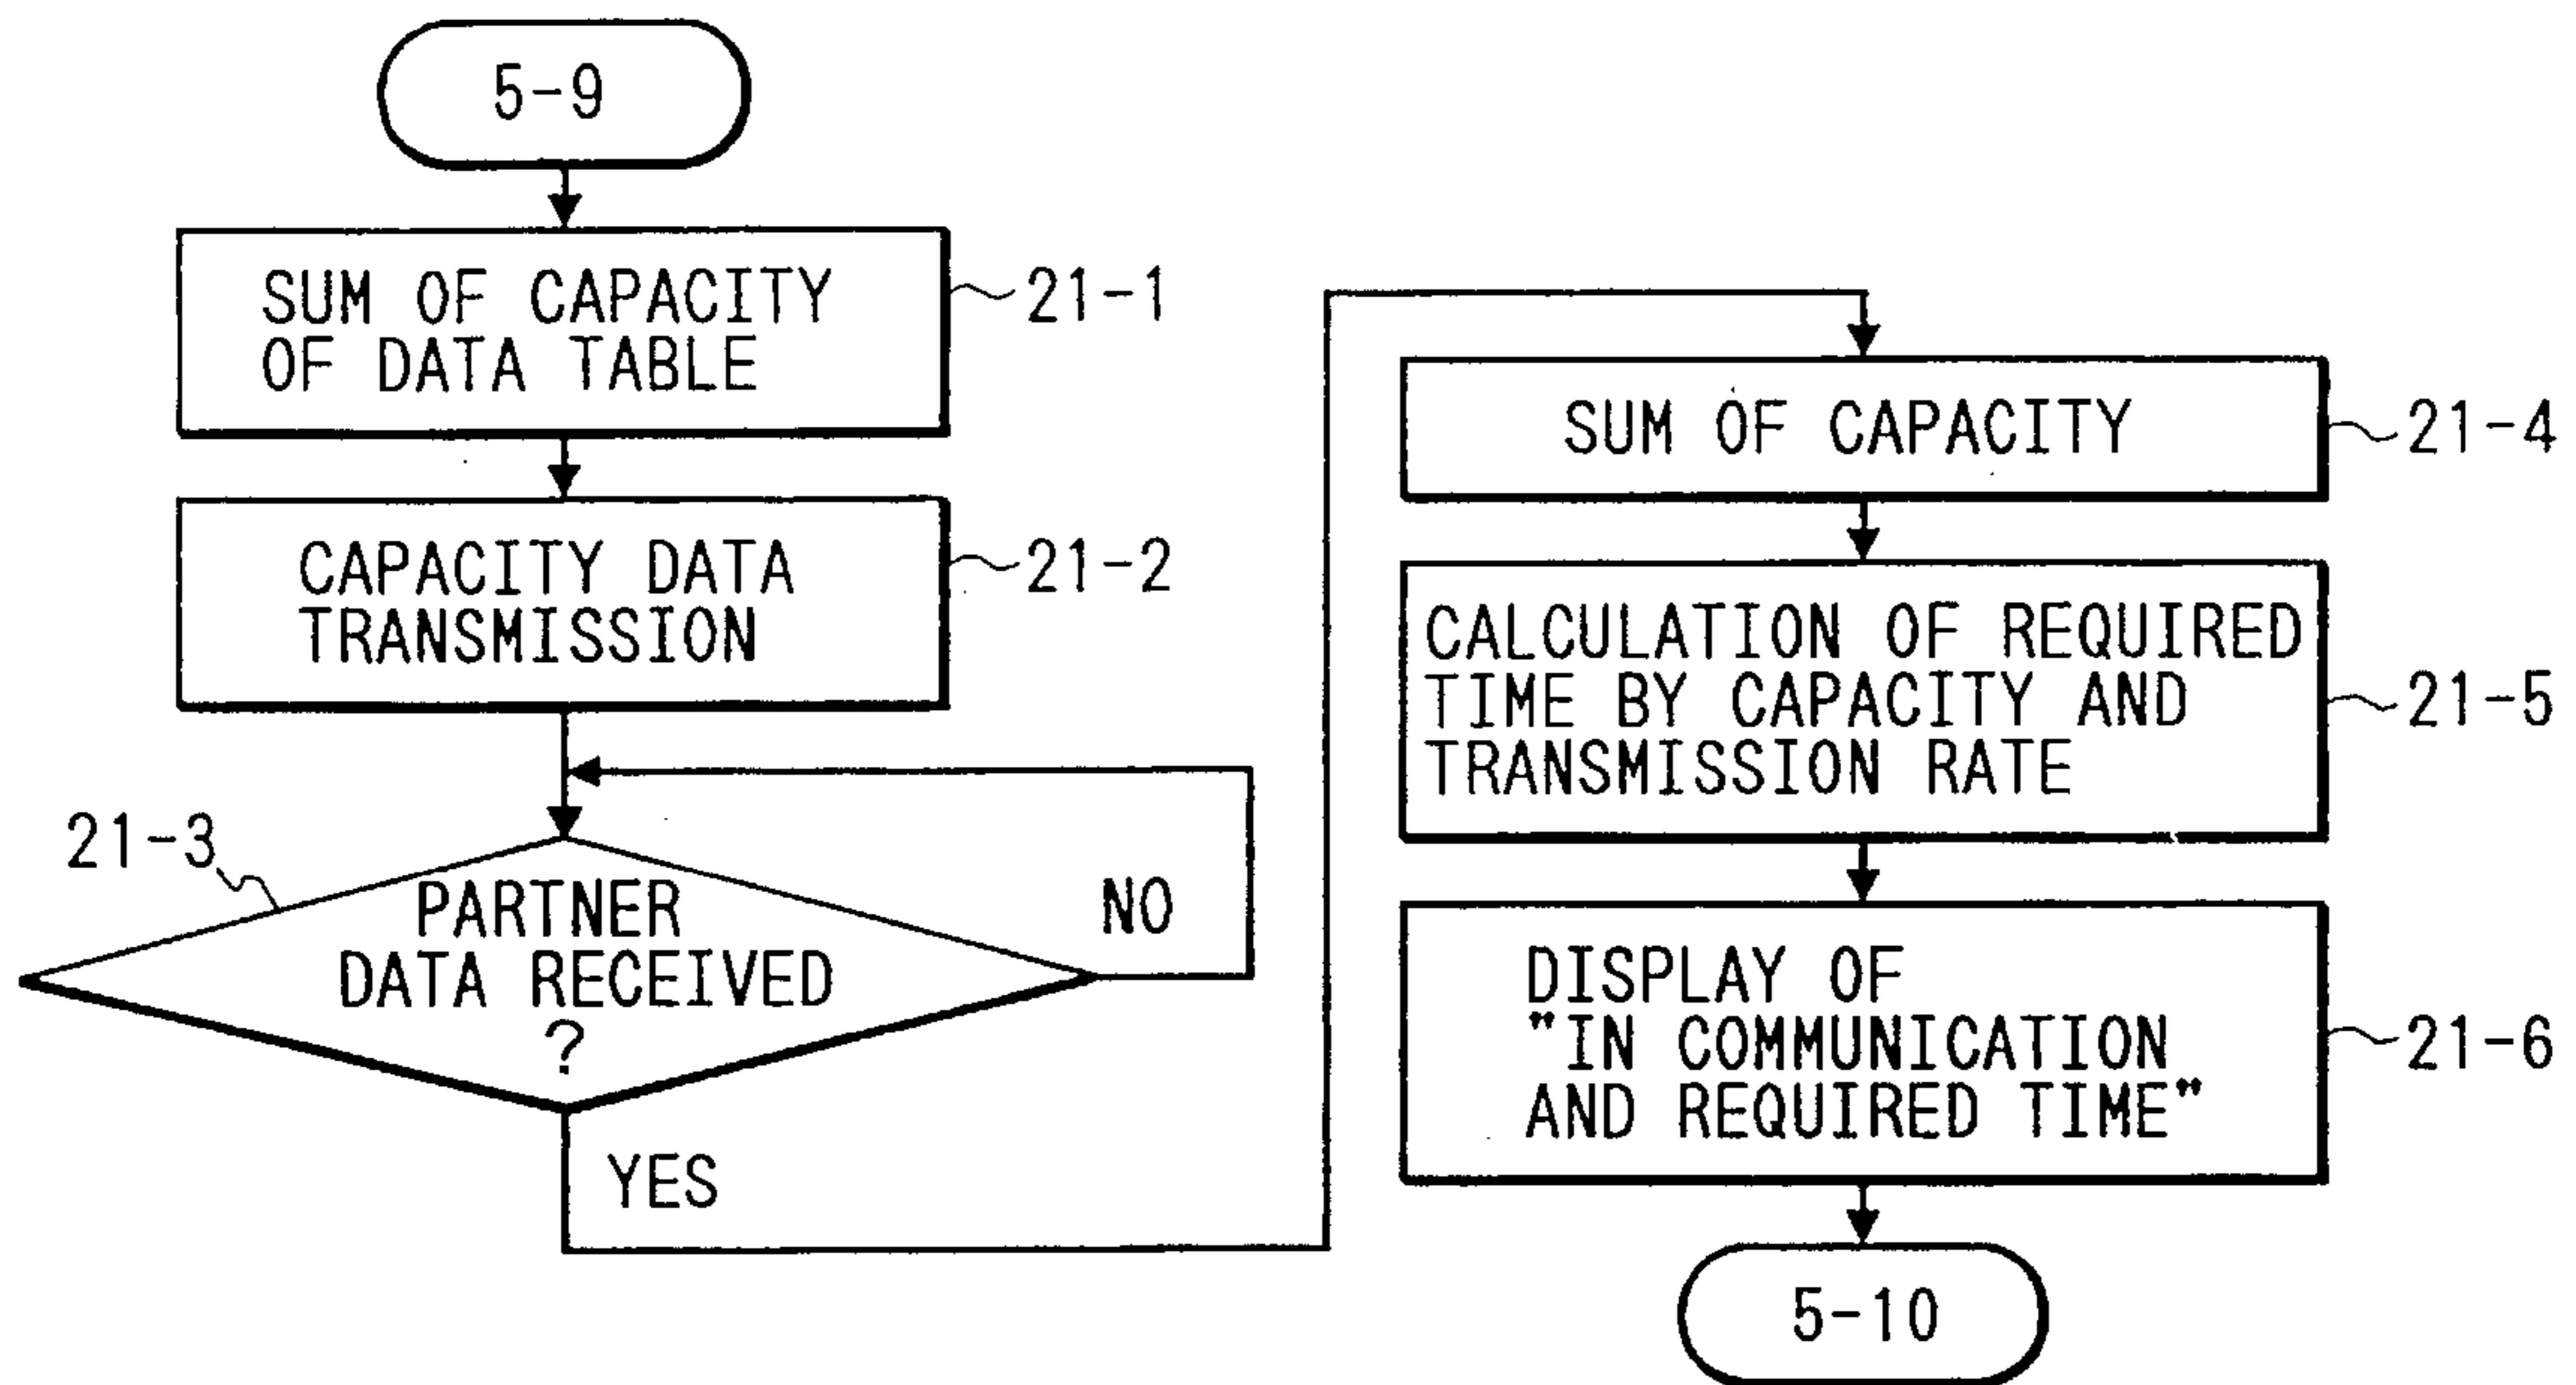 5-9
SUM OF CAPACITY
OF DATA TABLE
21-1
CAPACITY DATA
TRANSMISSION
21-2
21-3
PARTNER
DATA RECEIVED
?
NO
YES
SUM OF CAPACITY
21-4
CALCULATION OF REQUIRED
TIME BY CAPACITY AND
TRANSMISSION RATE
21-5
DISPLAY OF
"IN COMMUNICATION
AND REQUIRED TIME"
21-6
5-10